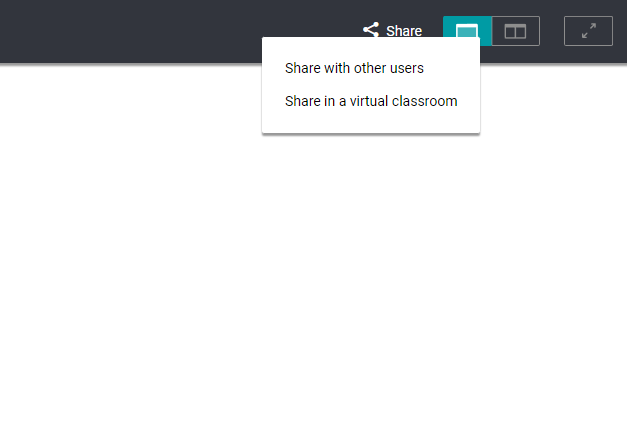 Share
Share with other users
Share in a virtual classroom